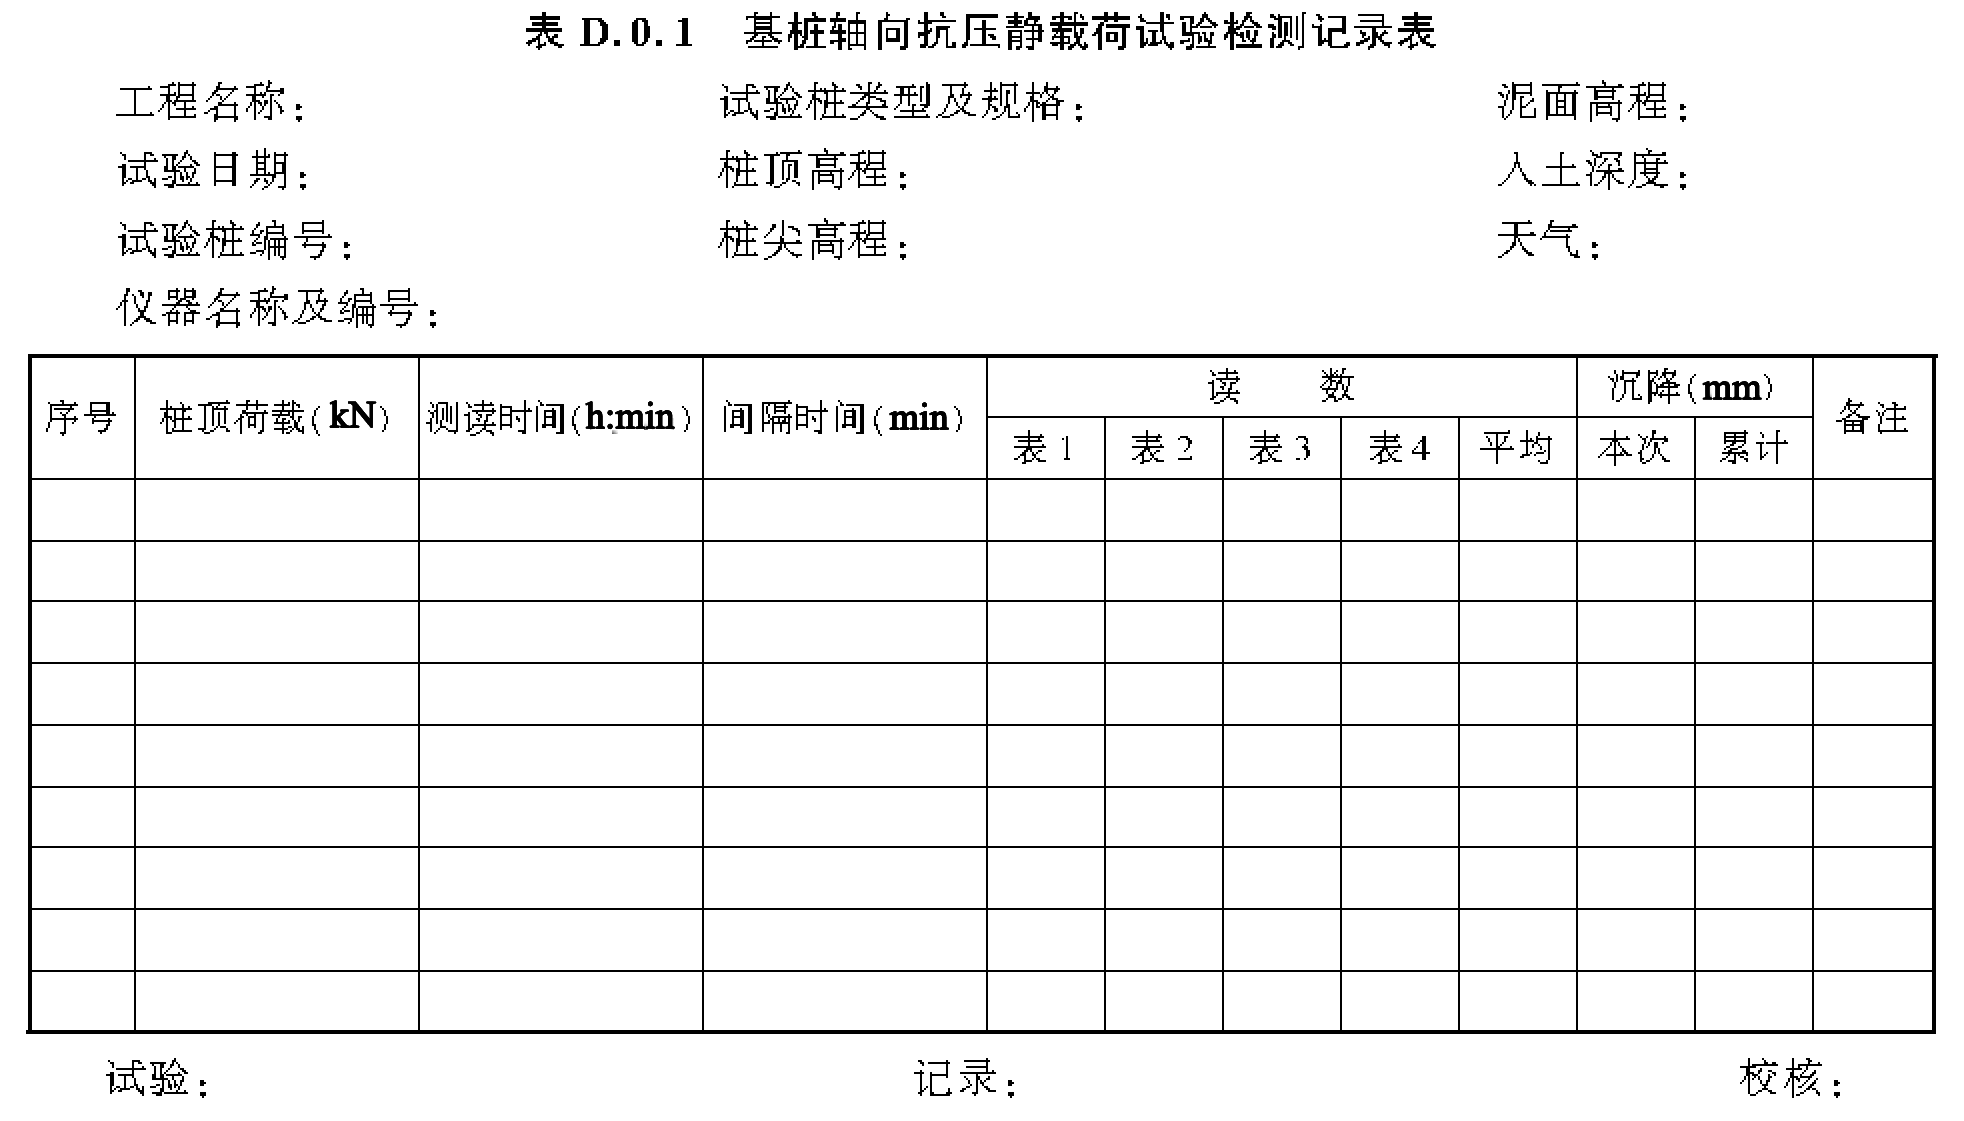 表 D.0.1 基桩轴向抗压静载荷试验检测记录表
工程名称： 试验桩类型及规格： 泥面高程：
试验日期： 桩顶高程： 入土深度：
试验桩编号： 桩尖高程： 天气：
仪器名称及编号：
序号 桩顶荷载(kN) 测读时间(h:min) 间隔时间(min) 读 数 沉降(mm) 备注
表1 表2 表3 表4 平均 本次 累计
试验： 记录： 校核：